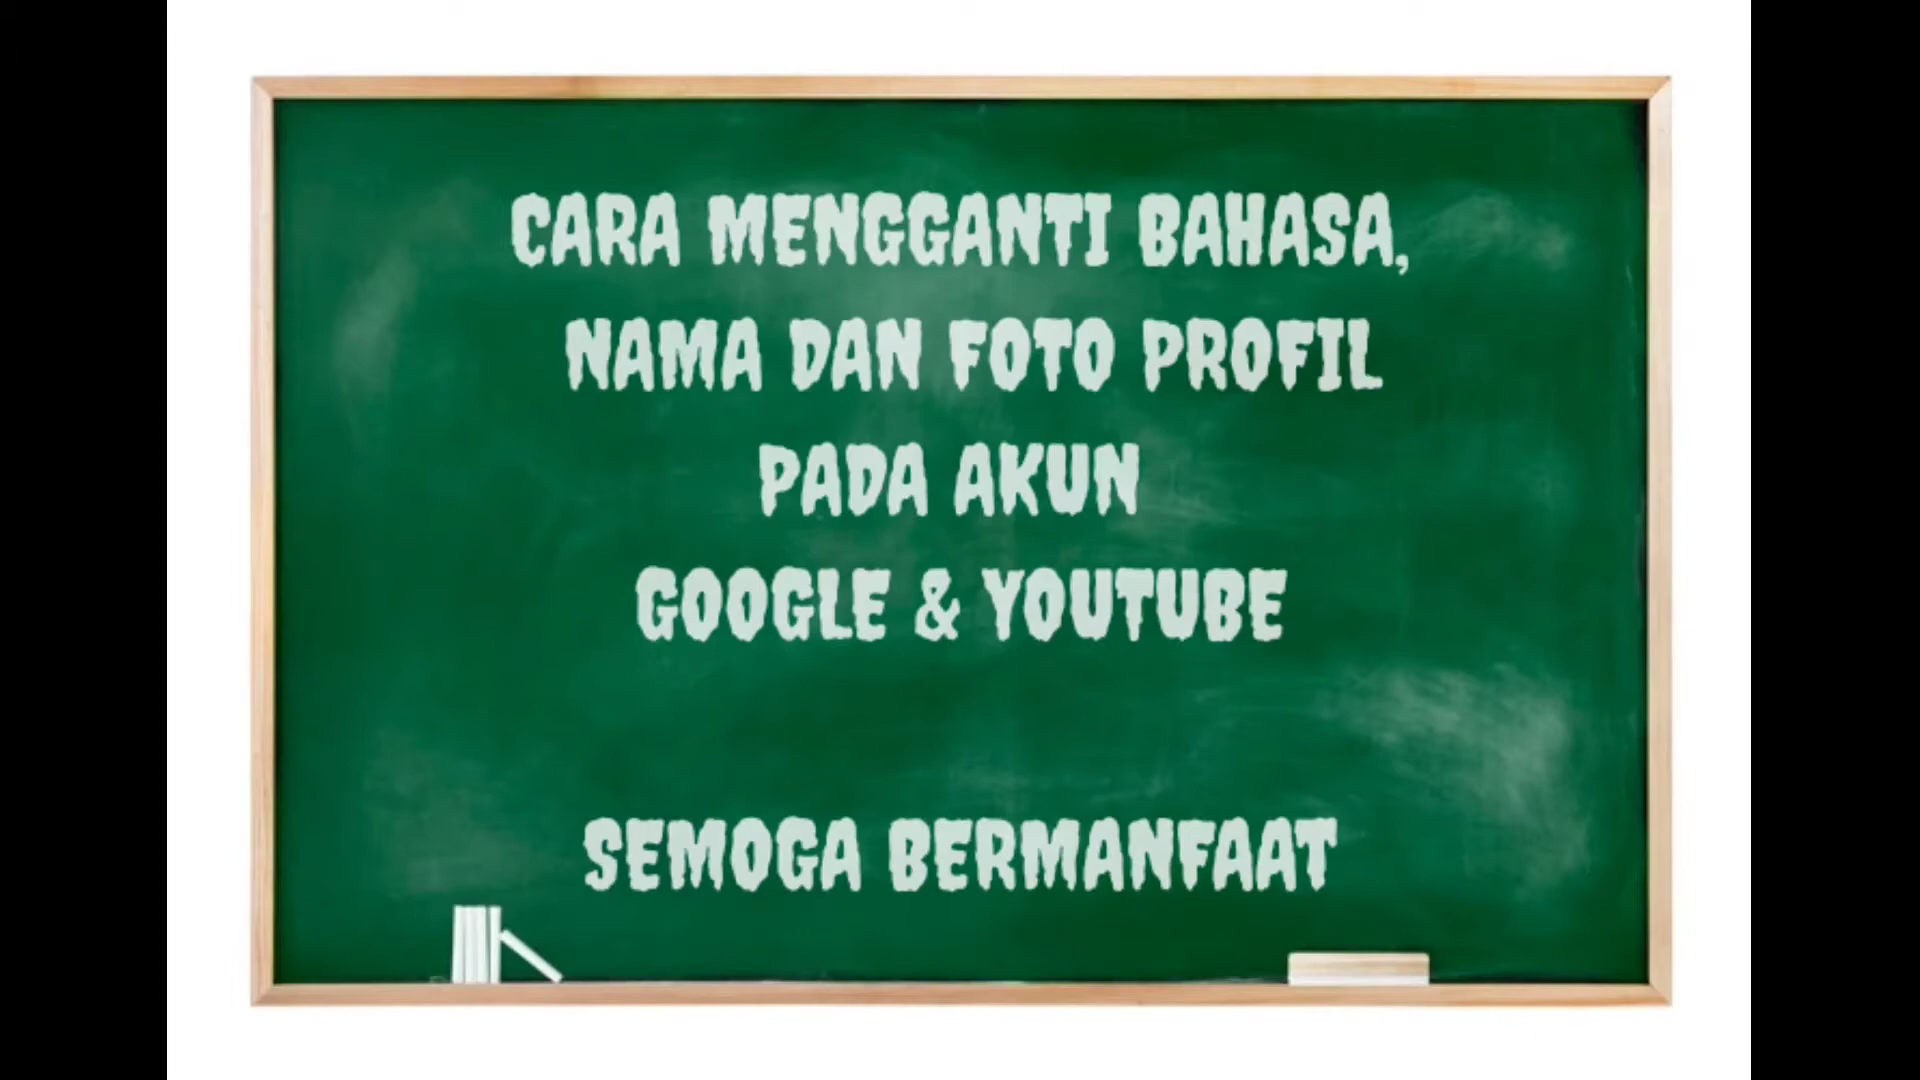 CARA MENGGANTI BAHASA,
NAMA DAN FOTO PROFIL
PADA AKUN
GOOGLE & YOUTUBE
SEMOGA BERMANFAAT